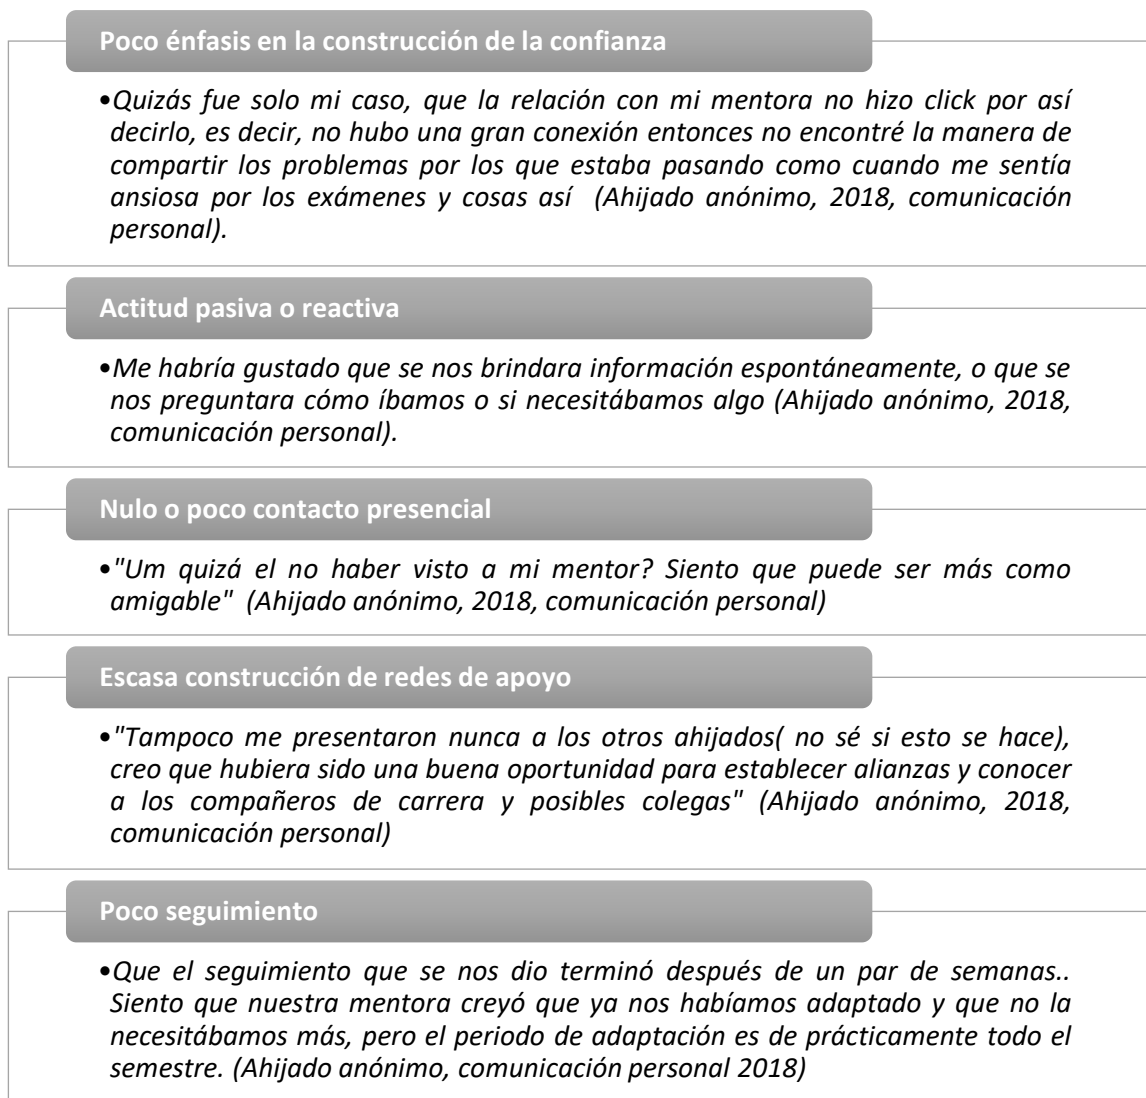 Poco énfasis en la construcción de la confianza
•Quizás fue solo mi caso, que la relación con mi mentora no hizo click por así
decirlo, es decir, no hubo una gran conexión entonces no encontré la manera de
compartir los problemas por los que estaba pasando como cuando me sentía
ansiosa por los exámenes y cosas así (Ahijado anónimo, 2018, comunicación
personal).
Actitud pasiva o reactiva
•Me habría gustado que se nos brindara información espontáneamente, o que se
nos preguntara cómo íbamos o si necesitábamos algo (Ahijado anónimo, 2018,
comunicación personal).
Nulo o poco contacto presencial
•"Um quizá el no haber visto a mi mentor? Siento que puede ser más como
amigable" (Ahijado anónimo, 2018, comunicación personal)
Escasa construcción de redes de apoyo
•"Tampoco me presentaron nunca a los otros ahijados( no sé si esto se hace),
creo que hubiera sido una buena oportunidad para establecer alianzas y conocer
a los compañeros de carrera y posibles colegas" (Ahijado anónimo, 2018,
comunicación personal)
Poco seguimiento
•Que el seguimiento que se nos dio terminó después de un par de semanas..
Siento que nuestra mentora creyó que ya nos habíamos adaptado y que no la
necesitábamos más, pero el periodo de adaptación es de prácticamente todo el
semestre. (Ahijado anónimo, comunicación personal 2018)